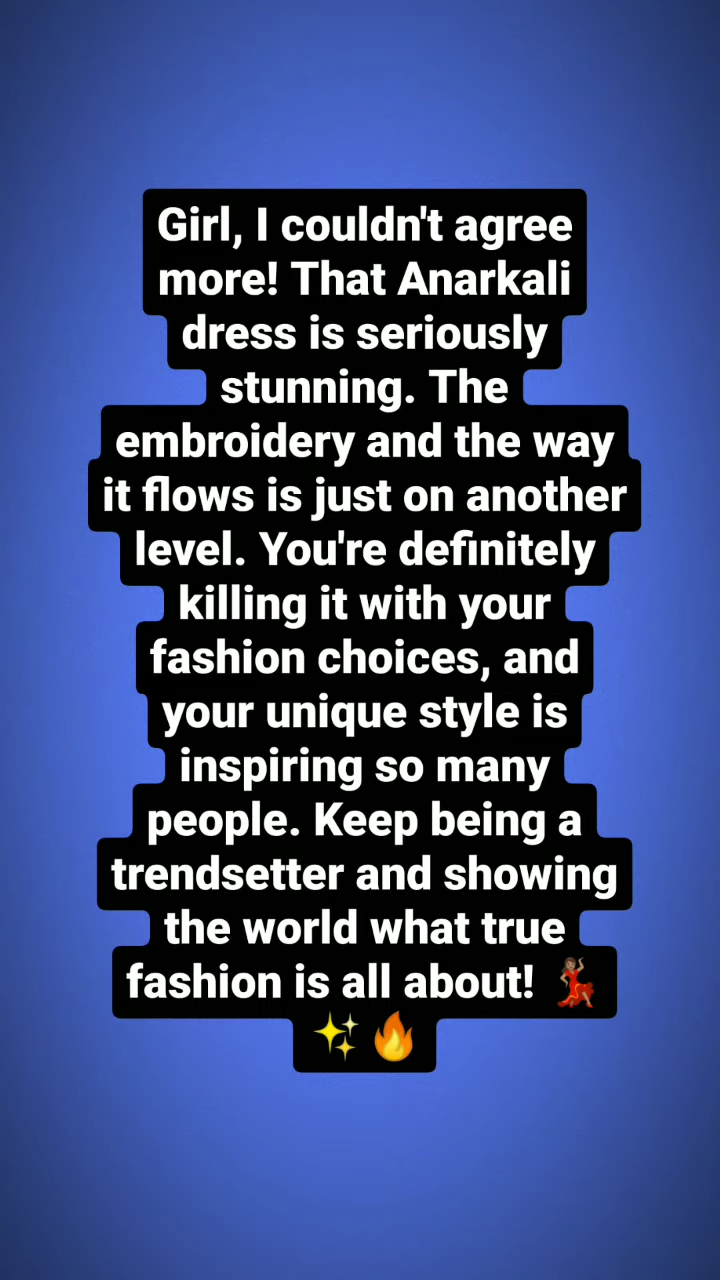 Girl, I couldn't agree
more! That Anarkali
dress is seriously
stunning. The
embroidery and the way
it flows is just on another
level. You're definitely
killing it with your
fashion choices, and
your unique style is
inspiring so many
people. Keep being a
trendsetter and showing
the world what true
fashion is all about! 💃🏽
✨🔥